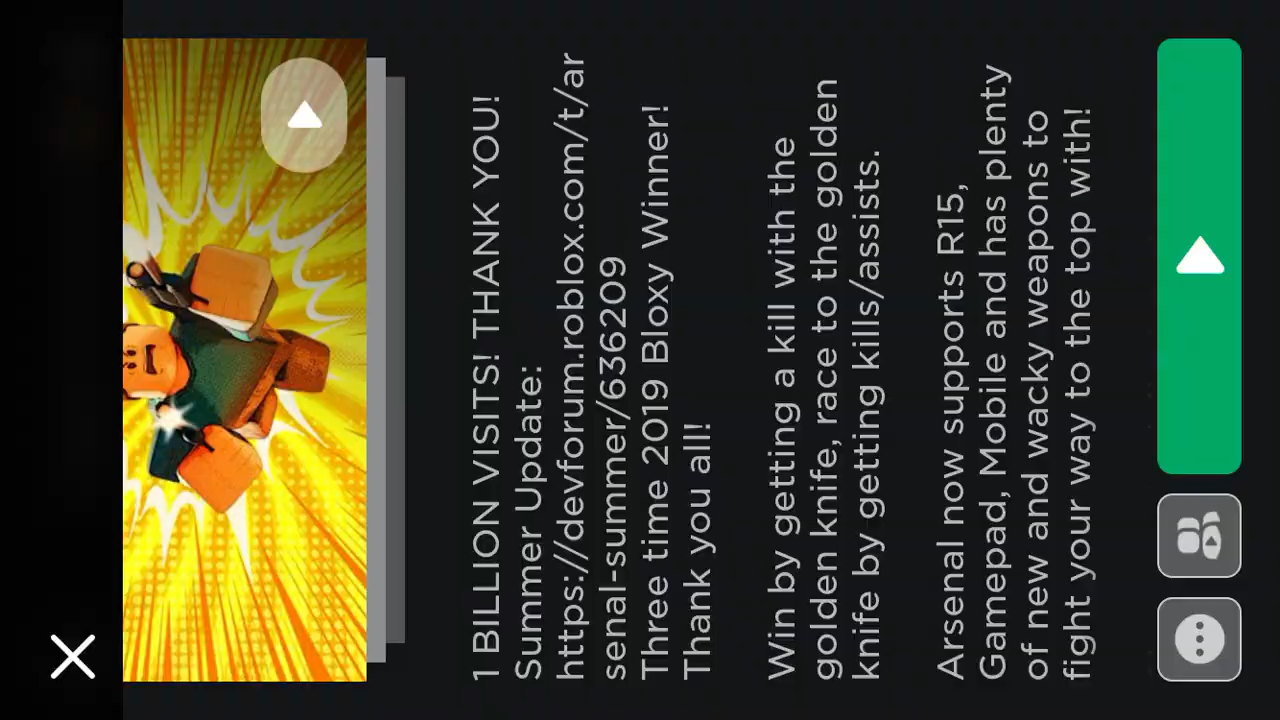 1 BILLION VISITS! THANK YOU!
Summer Update:
https://devforum.roblox.com/t/ar
senal-summer/636209
Three time 2019 Bloxy Winner!
Thank you all!
Win by getting a kill with the
golden knife, race to the golden
knife by getting kills/assists.
Arsenal now supports R15,
Gamepad, Mobile and has plenty
of new and wacky weapons to
fight your way to the top with!